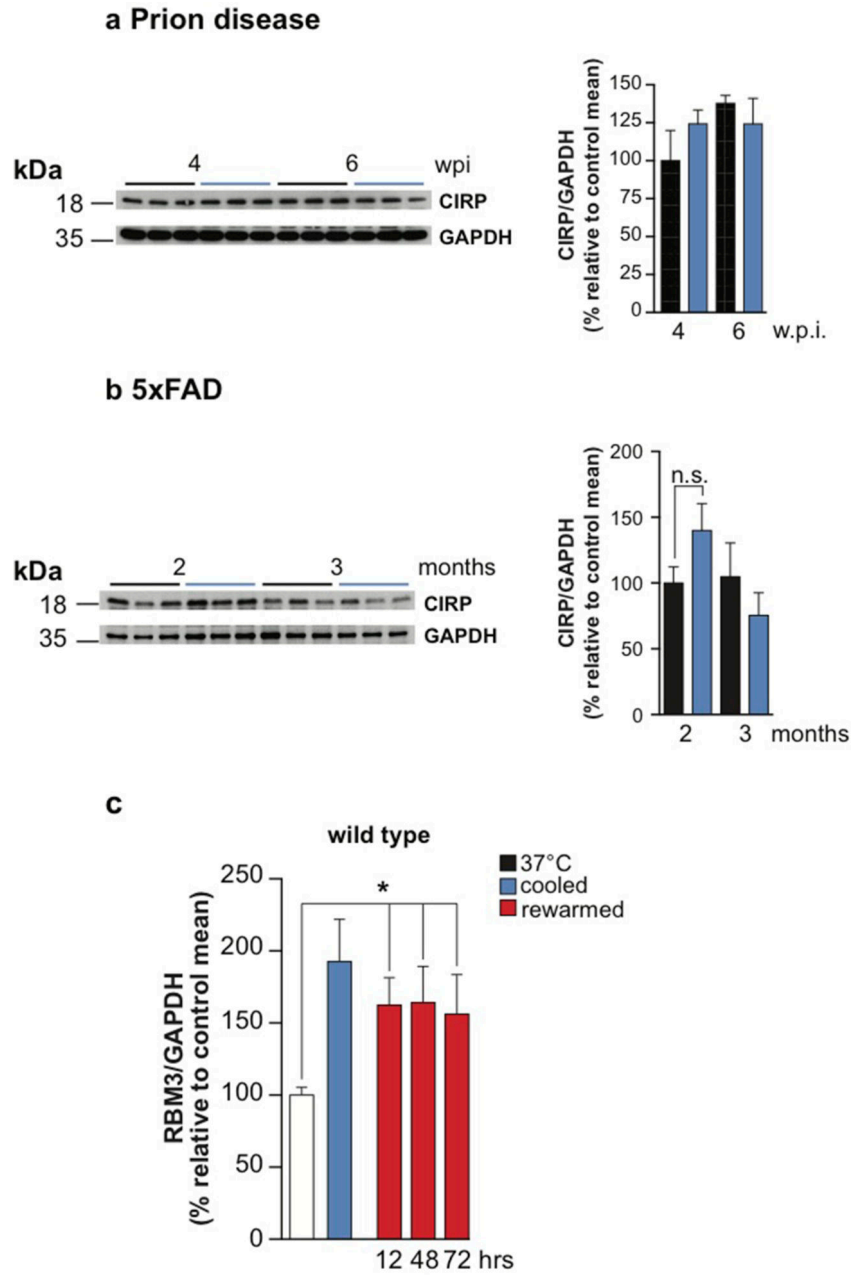 a Prion disease
kDa
4 6 wpi
18
CIRP
35
GAPDH
CIRP/GAPDH
(% relative to control mean)
150
125
100
75
50
25
0
4 6 w.p.i.
b 5xFAD
kDa
2 3 months
18
CIRP
35
GAPDH
CIRP/GAPDH
(% relative to control mean)
200
150
100
50
0
n.s.
2 3 months
c
wild type
37°C
cooled
rewarmed
RBM3/GAPDH
(% relative to control mean)
250
200
150
100
50
0
*
12 48 72 hrs